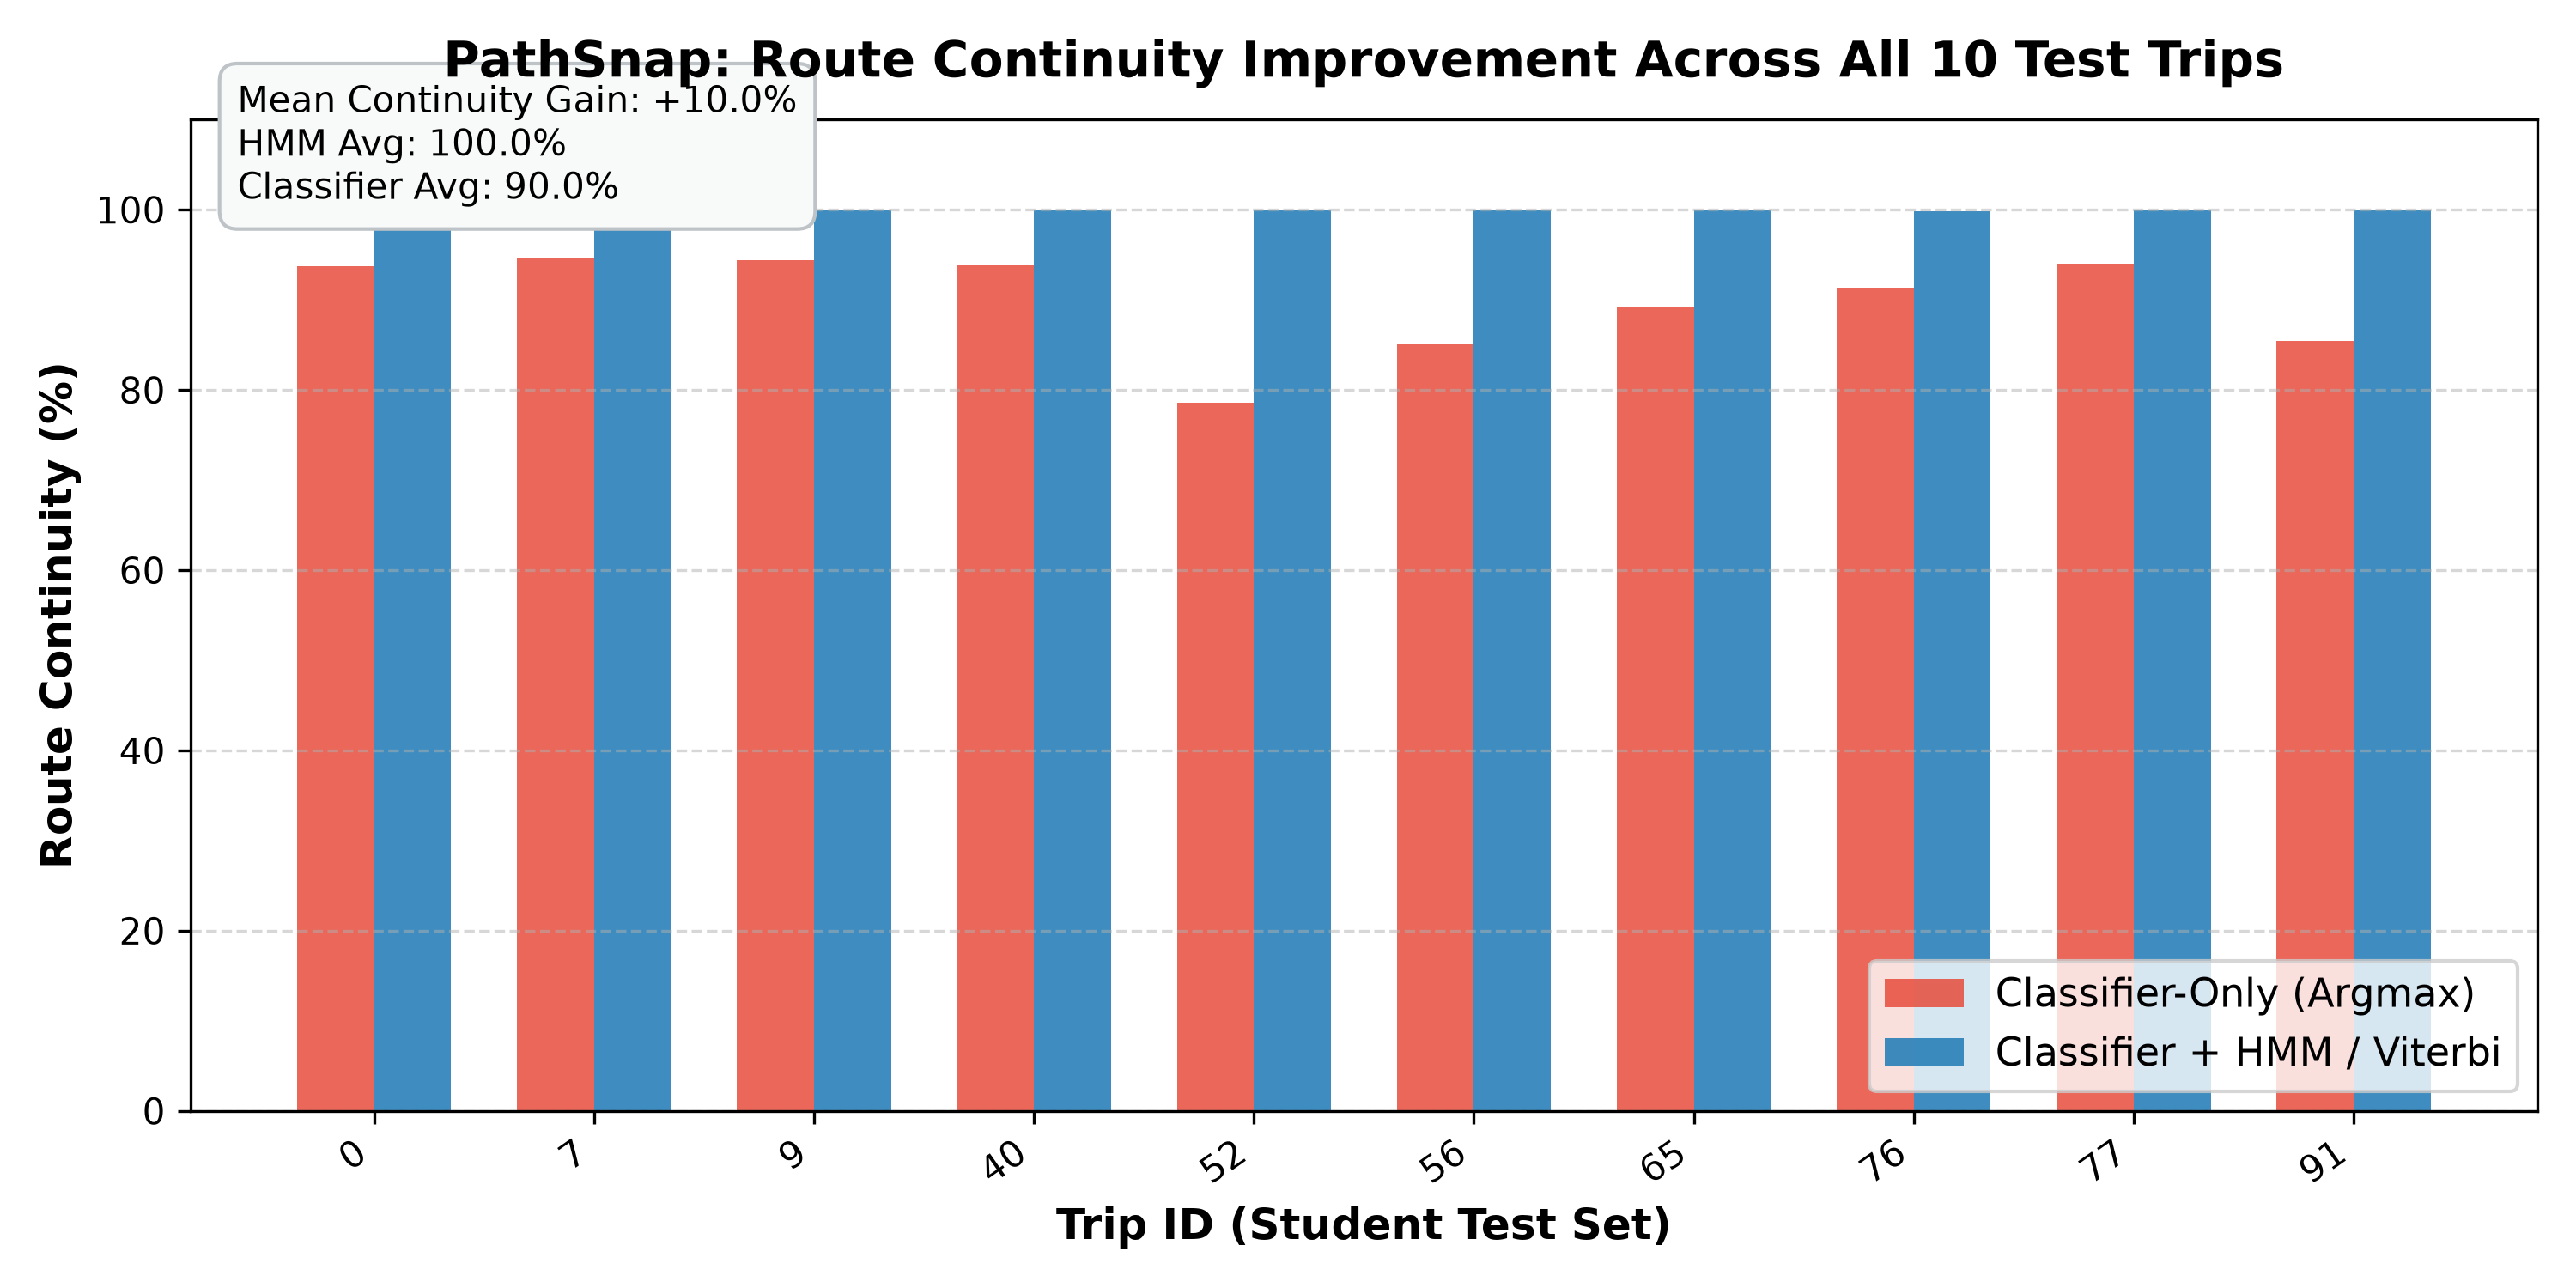 PathSnap: Route Continuity Improvement Across All 10 Test Trips
Mean Continuity Gain: +10.0%
HMM Avg: 100.0%
Classifier Avg: 90.0%
Route Continuity (%)
100
80
60
40
20
0
Classifier-Only (Argmax)
Classifier + HMM / Viterbi
0 7 9 40 52 56 65 76 77 91
Trip ID (Student Test Set)